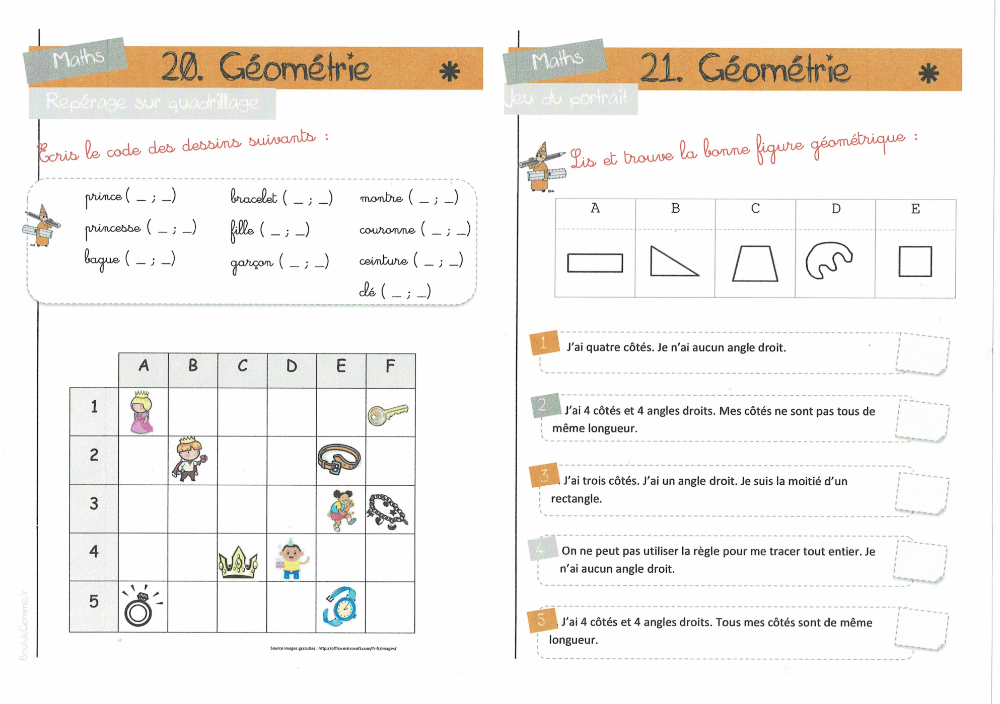 Maths
20. Géométrie *
Repérage sur quadrillage
Ecris le code des dessins suivants :
prince ( _ ; _)
princesse ( _ ; _)
bague ( _ ; _)
bracelet ( _ ; _)
fille ( _ ; _)
garçon ( _ ; _)
montre ( _ ; _)
couronne ( _ ; _)
ceinture ( _ ; _)
clé ( _ ; _)
A B C D E F
1
2
3
4
5
Source images gratuites : http://office.microsoft.com/fr-fr/images/
BouldeGomme.fr
Maths
21. Géométrie *
Jeu du portrait
Lis et trouve la bonne figure géométrique :
A B C D E
1 J'ai quatre côtés. Je n'ai aucun angle droit.
2 J'ai 4 côtés et 4 angles droits. Mes côtés ne sont pas tous de
même longueur.
3 . J'ai trois côtés. J'ai un angle droit. Je suis la moitié d'un
rectangle.
4 On ne peut pas utiliser la règle pour me tracer tout entier. Je
n'ai aucun angle droit.
5 . J'ai 4 côtés et 4 angles droits. Tous mes côtés sont de même
longueur.